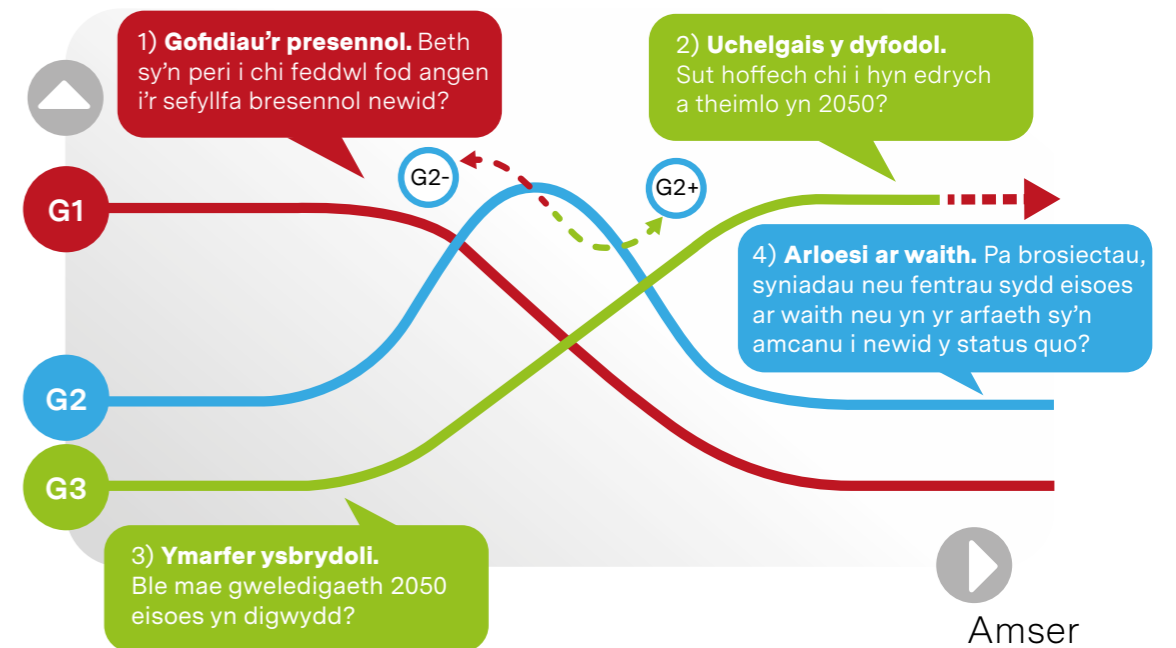 1) Gofidiau'r presennol. Beth
sy'n peri i chi feddwl fod angen
i'r sefyllfa bresennol newid?
2) Uchelgais y dyfodol.
Sut hoffech chi i hyn edrych
a theimlo yn 2050?
G2-
G2+
G1
4) Arloesi ar waith. Pa brosiectau,
syniadau neu fentrau sydd eisoes
ar waith neu yn yr arfaeth sy'n
amcanu i newid y status quo?
G2
G3
3) Ymarfer ysbrydoli.
Ble mae gweledigaeth 2050
eisoes yn digwydd?
Amser